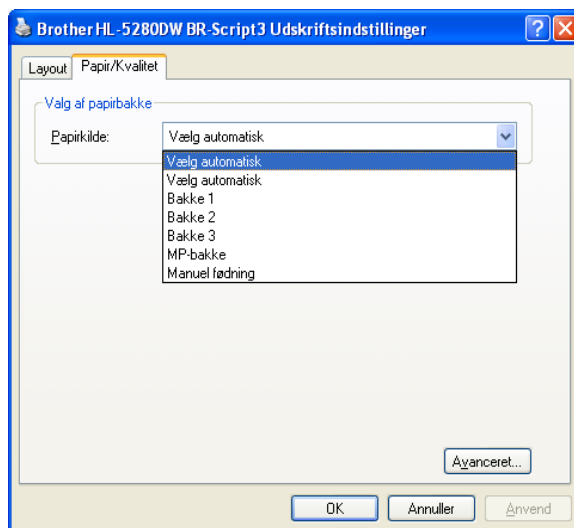 Brother HL-5280DW BR-Script3 Udskriftsindstillinger
Layout Papir/Kvalitet
Valg af papirbakke
Papirkilde: Vælg automatisk
Vælg automatisk
Vælg automatisk
Bakke 1
Bakke 2
Bakke 3
MP-bakke
Manuel fødning
Avanceret...
OK Annuller Anvend